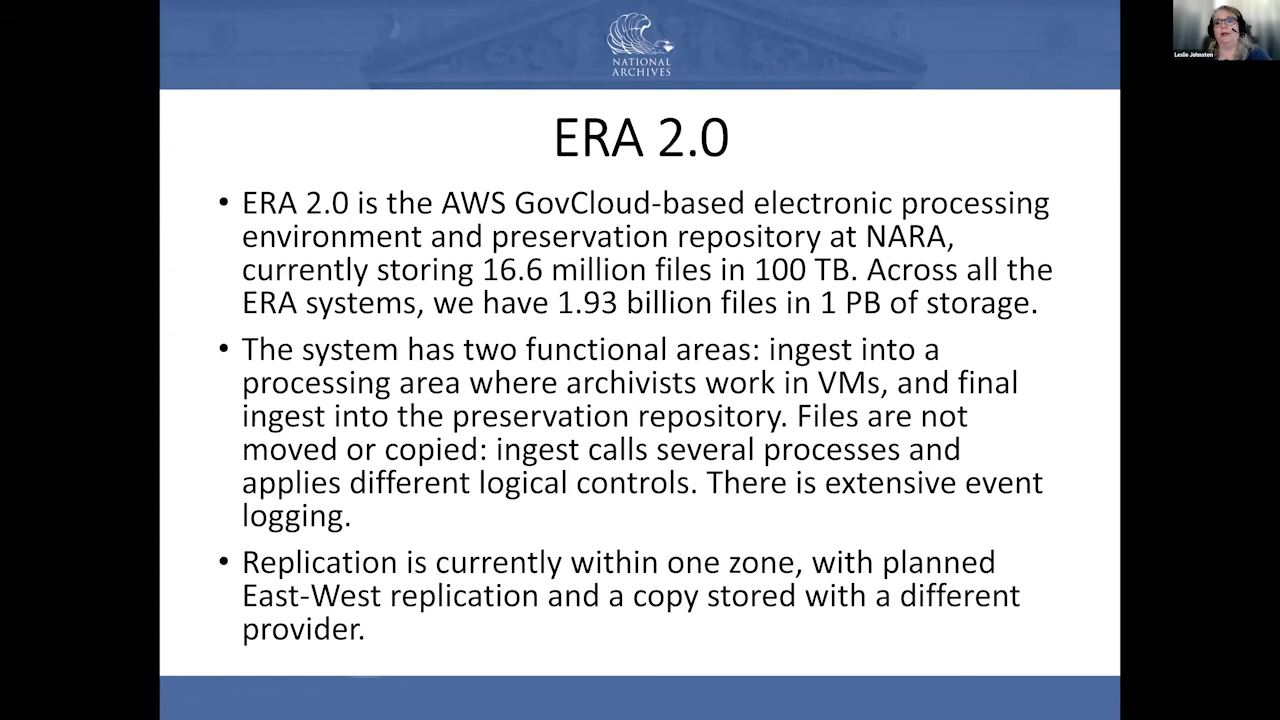 NATIONAL
ARCHIVES
Leslie Johnston
ERA 2.0
• ERA 2.0 is the AWS GovCloud-based electronic processing
environment and preservation repository at NARA,
currently storing 16.6 million files in 100 TB. Across all the
ERA systems, we have 1.93 billion files in 1 PB of storage.
• The system has two functional areas: ingest into a
processing area where archivists work in VMs, and final
ingest into the preservation repository. Files are not
moved or copied: ingest calls several processes and
applies different logical controls. There is extensive event
logging.
• Replication is currently within one zone, with planned
East-West replication and a copy stored with a different
provider.